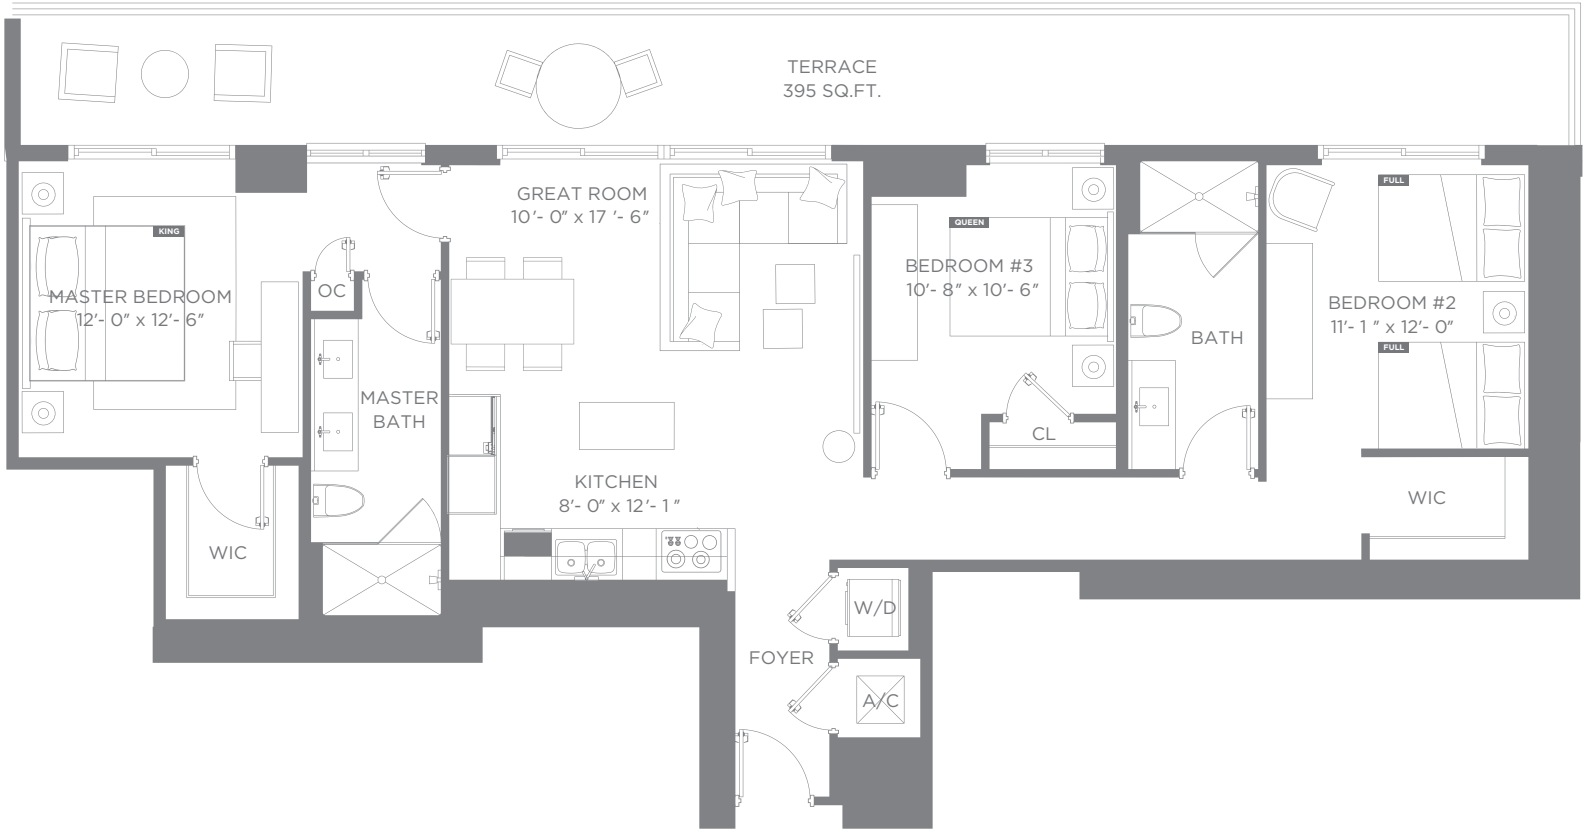 TERRACE
395 SQ.FT.
GREAT ROOM
10'- 0" x 17 '- 6"
KING
MASTER BEDROOM
12'- 0" x 12'- 6"
OC
MASTER
BATH
WIC
KITCHEN
8'- 0" x 12'- 1 "
QUEEN
BEDROOM #3
10'- 8" x 10'- 6"
CL
BATH
FULL
BEDROOM #2
11'- 1 " x 12'- 0"
FULL
WIC
W/D
FOYER
A/C